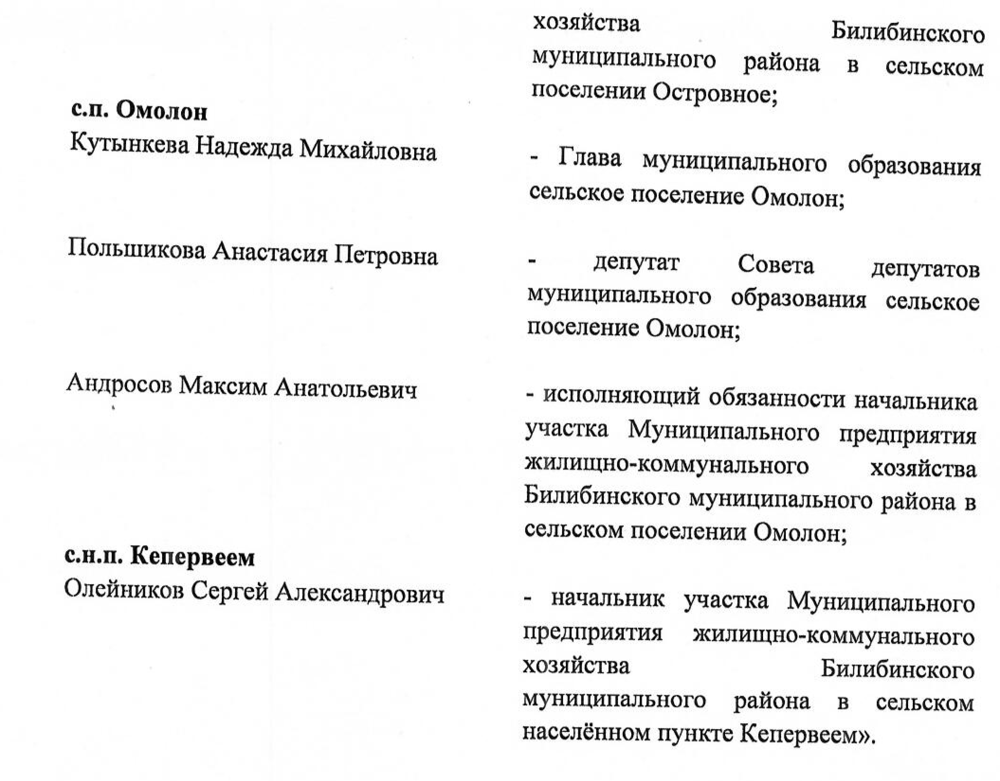 хозяйства Билибинского
муниципального района в сельском
поселении Островное;
с.п. Омолон
Кутынкева Надежда Михайловна
- Глава муниципального образования
сельское поселение Омолон;
Польшикова Анастасия Петровна
- депутат Совета депутатов
муниципального образования сельское
поселение Омолон;
Андросов Максим Анатольевич
- исполняющий обязанности начальника
участка Муниципального предприятия
жилищно-коммунального хозяйства
Билибинского муниципального района в
сельском поселении Омолон;
с.н.п. Кепервеем
Олейников Сергей Александрович
- начальник участка Муниципального
предприятия жилищно-коммунального
хозяйства Билибинского
муниципального района в сельском
населённом пункте Кепервеем».